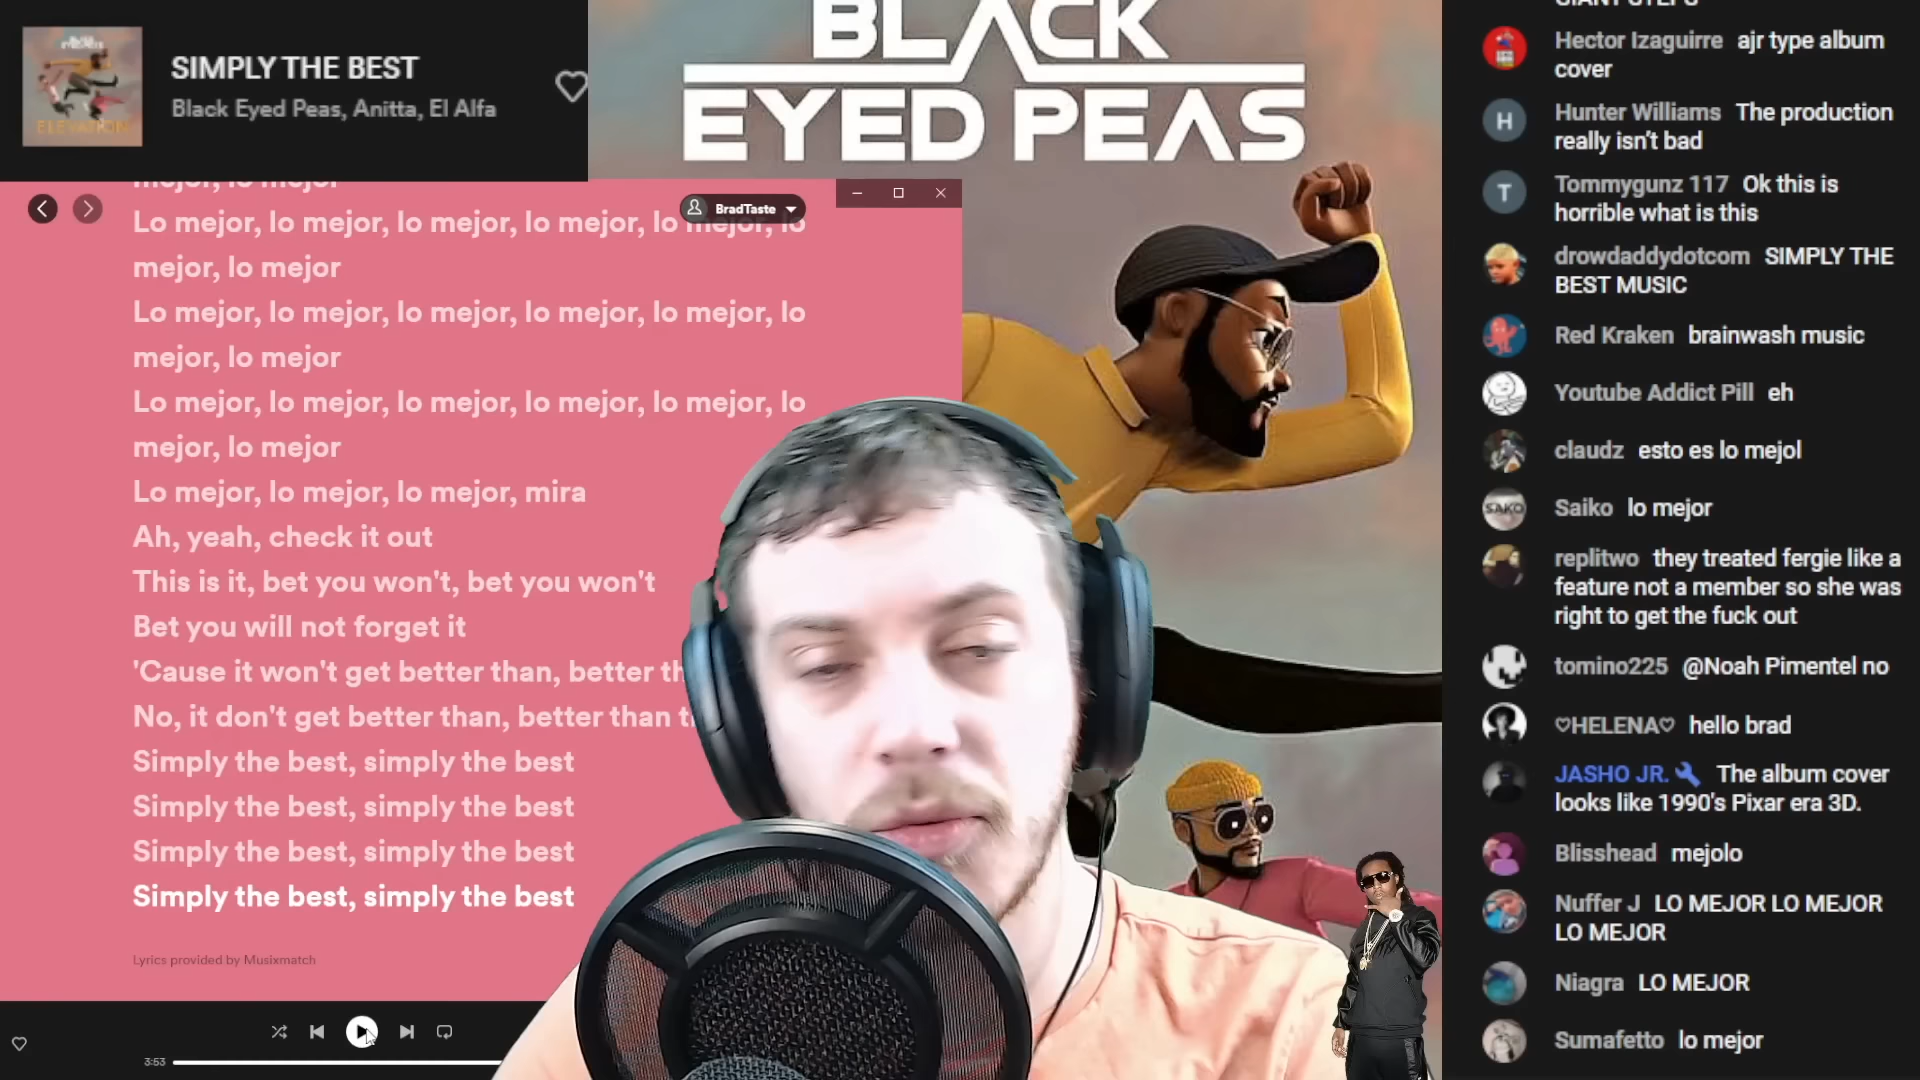 SIMPLY THE BEST
Black Eyed Peas, Anitta, El Alfa
ELEVATION
BLACK
EYED PEAS
BradTaste
mejor, lo mejor
Lo mejor, lo mejor, lo mejor, lo mejor, lo mejor, lo
mejor, lo mejor
Lo mejor, lo mejor, lo mejor, lo mejor, lo mejor, lo
mejor, lo mejor
Lo mejor, lo mejor, lo mejor, lo mejor, lo mejor, lo
mejor, lo mejor
Lo mejor, lo mejor, lo mejor, mira
Ah, yeah, check it out
This is it, bet you won't, bet you won't
Bet you will not forget it
'Cause it won't get better than, better th
No, it don't get better than, better than t
Simply the best, simply the best
Simply the best, simply the best
Simply the best, simply the best
Simply the best, simply the best
Lyrics provided by Musixmatch
3:53
GIANT STEPS
Hector Izaguirre ajr type album
cover
H
Hunter Williams The production
really isn't bad
T
Tommygunz 117 Ok this is
horrible what is this
drowdaddydotcom SIMPLY THE
BEST MUSIC
Red Kraken brainwash music
Youtube Addict Pill eh
claudz esto es lo mejol
SAKO
Saiko lo mejor
replitwo they treated fergie like a
feature not a member so she was
right to get the fuck out
tomino225 @Noah Pimentel no
♡HELENA♡ hello brad
JASHO JR. The album cover
looks like 1990's Pixar era 3D.
Blisshead mejolo
Nuffer J LO MEJOR LO MEJOR
LO MEJOR
Niagra LO MEJOR
Sumafetto lo mejor